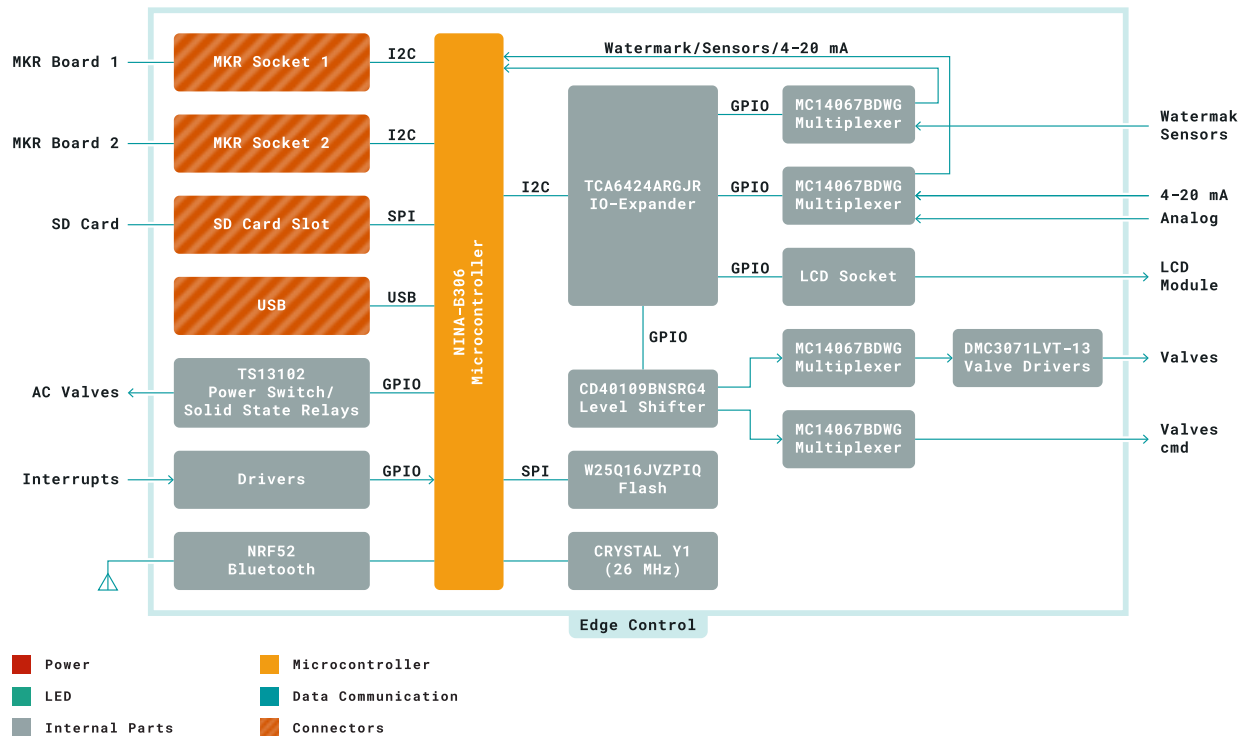 MKR Board 1
MKR Socket 1
I2C
MKR Board 2
MKR Socket 2
I2C
SD Card
SD Card Slot
SPI
USB
USB
AC Valves
TS13102
Power Switch/
Solid State Relays
GPIO
Interrupts
Drivers
GPIO
NRF52
Bluetooth
NINA-B306
Microcontroller
Watermark/Sensors/4-20 mA
I2C
TCA6424ARGJR
IO-Expander
GPIO
MC14067BDWG
Multiplexer
Watermak
Sensors
GPIO
MC14067BDWG
Multiplexer
4-20 mA
Analog
GPIO
LCD Socket
LCD
Module
GPIO
CD40109BNSRG4
Level Shifter
MC14067BDWG
Multiplexer
DMC3071LVT-13
Valve Drivers
Valves
MC14067BDWG
Multiplexer
Valves
cmd
SPI
W25Q16JVZPIQ
Flash
CRYSTAL Y1
(26 MHz)
Edge Control
Power
LED
Internal Parts
Microcontroller
Data Communication
Connectors